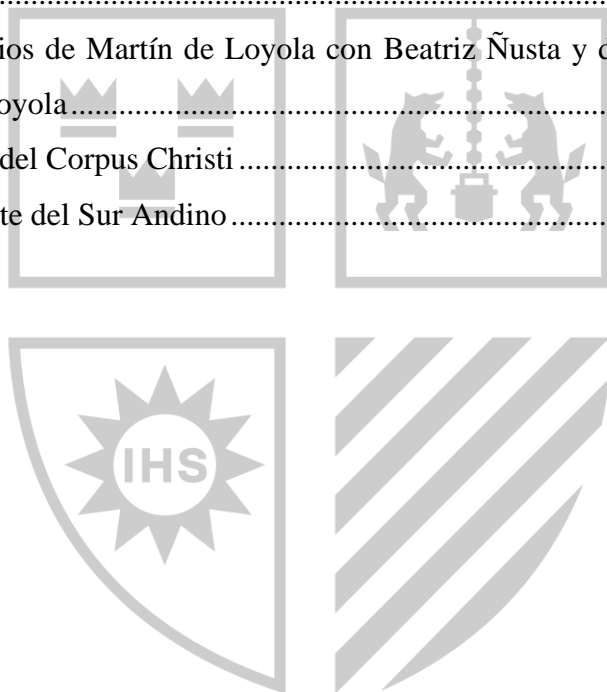 ...............................................................................
ios de Martín de Loyola con Beatriz Ñusta y d
oyola...............................................................................
del Corpus Christi.......................................................
te del Sur Andino.......................................................
IHS